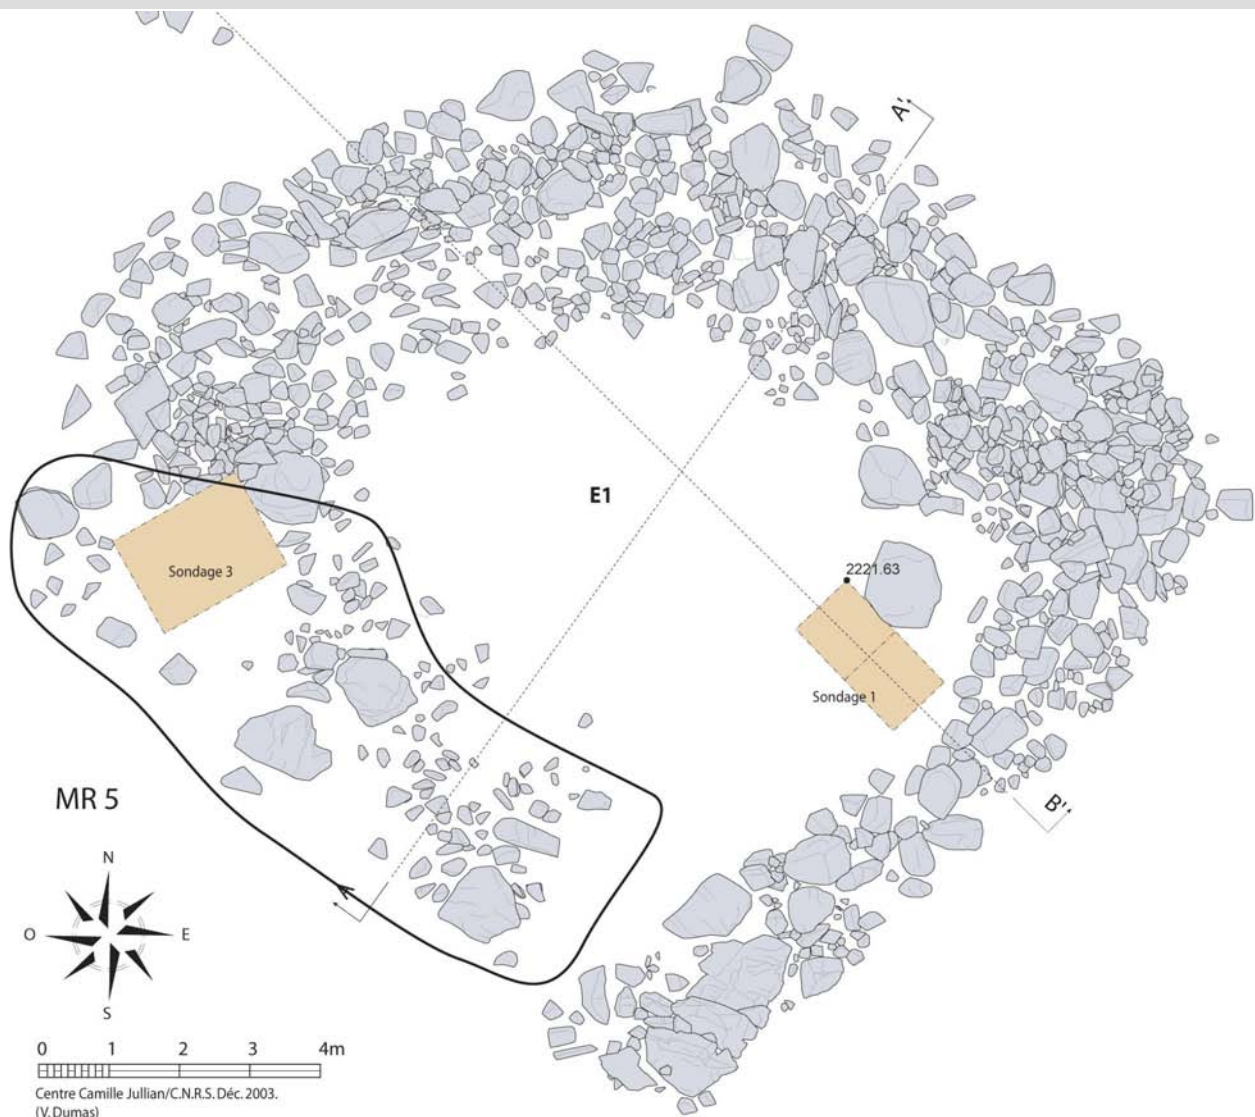 A'
E1
Sondage 3
2221.63
Sondage 1
B'
A
MR 5
N
O E
S
0 1 2 3 4m
Centre Camille Jullian/C.N.R.S. Déc. 2003.
(V. Dumas)